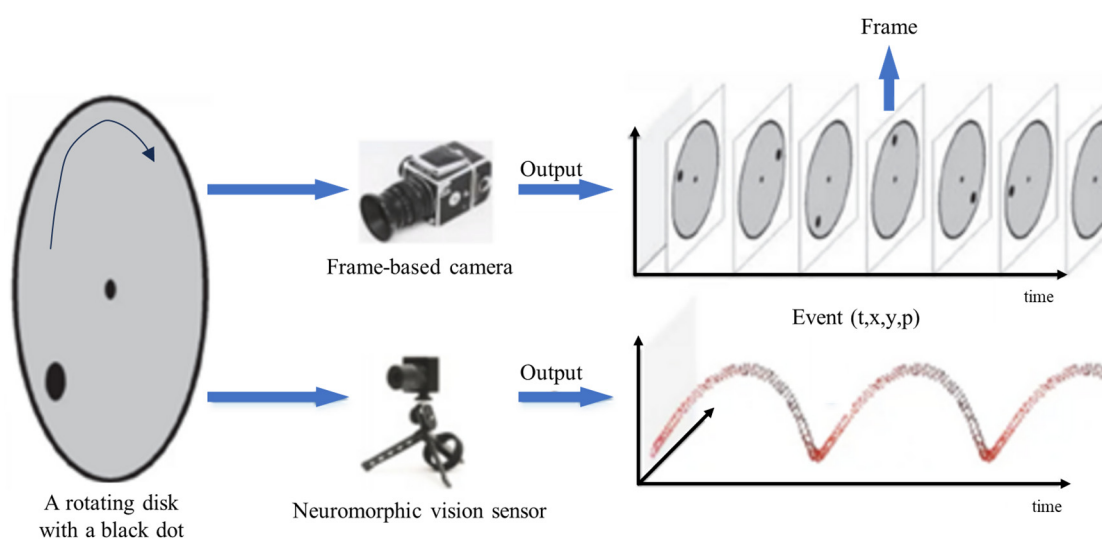 Frame
Output
Frame-based camera
time
Event (t,x,y,p)
Output
time
Neuromorphic vision sensor
A rotating disk
with a black dot